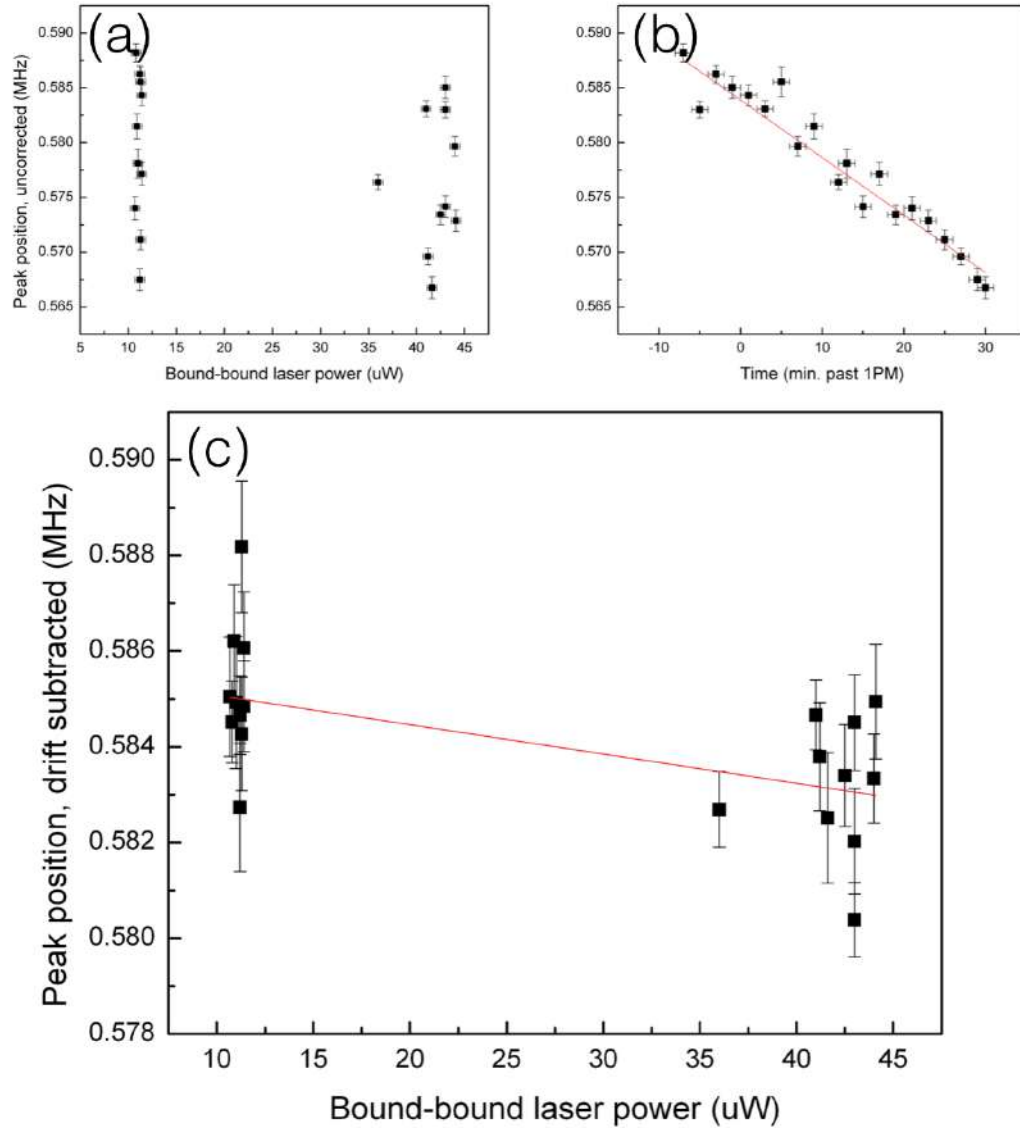 (a)
Peak position, uncorrected (MHz)
0.590
0.585
0.580
0.575
0.570
0.565
5 10 15 20 25 30 35 40 45
Bound-bound laser power (uW)
(b)
0.590
0.585
0.580
0.575
0.570
0.565
-10 0 10 20 30
Time (min. past 1PM)
(c)
Peak position, drift subtracted (MHz)
0.590
0.588
0.586
0.584
0.582
0.580
0.578
10 15 20 25 30 35 40 45
Bound-bound laser power (uW)